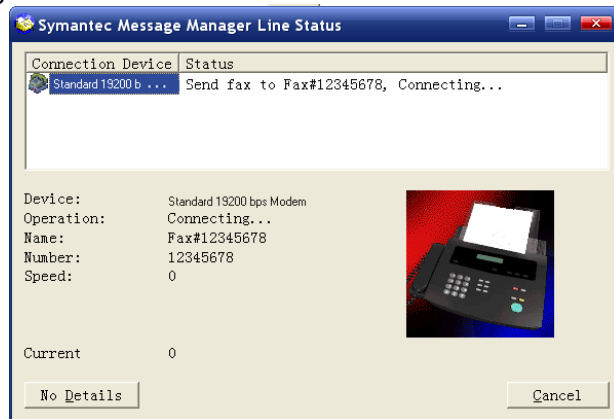 Symantec Message Manager Line Status
Connection Device Status
Standard 19200 b ... Send fax to Fax#12345678, Connecting...
Device: Standard 19200 bps Modem
Operation: Connecting...
Name: Fax#12345678
Number: 12345678
Speed: 0
Current 0
No Details Cancel